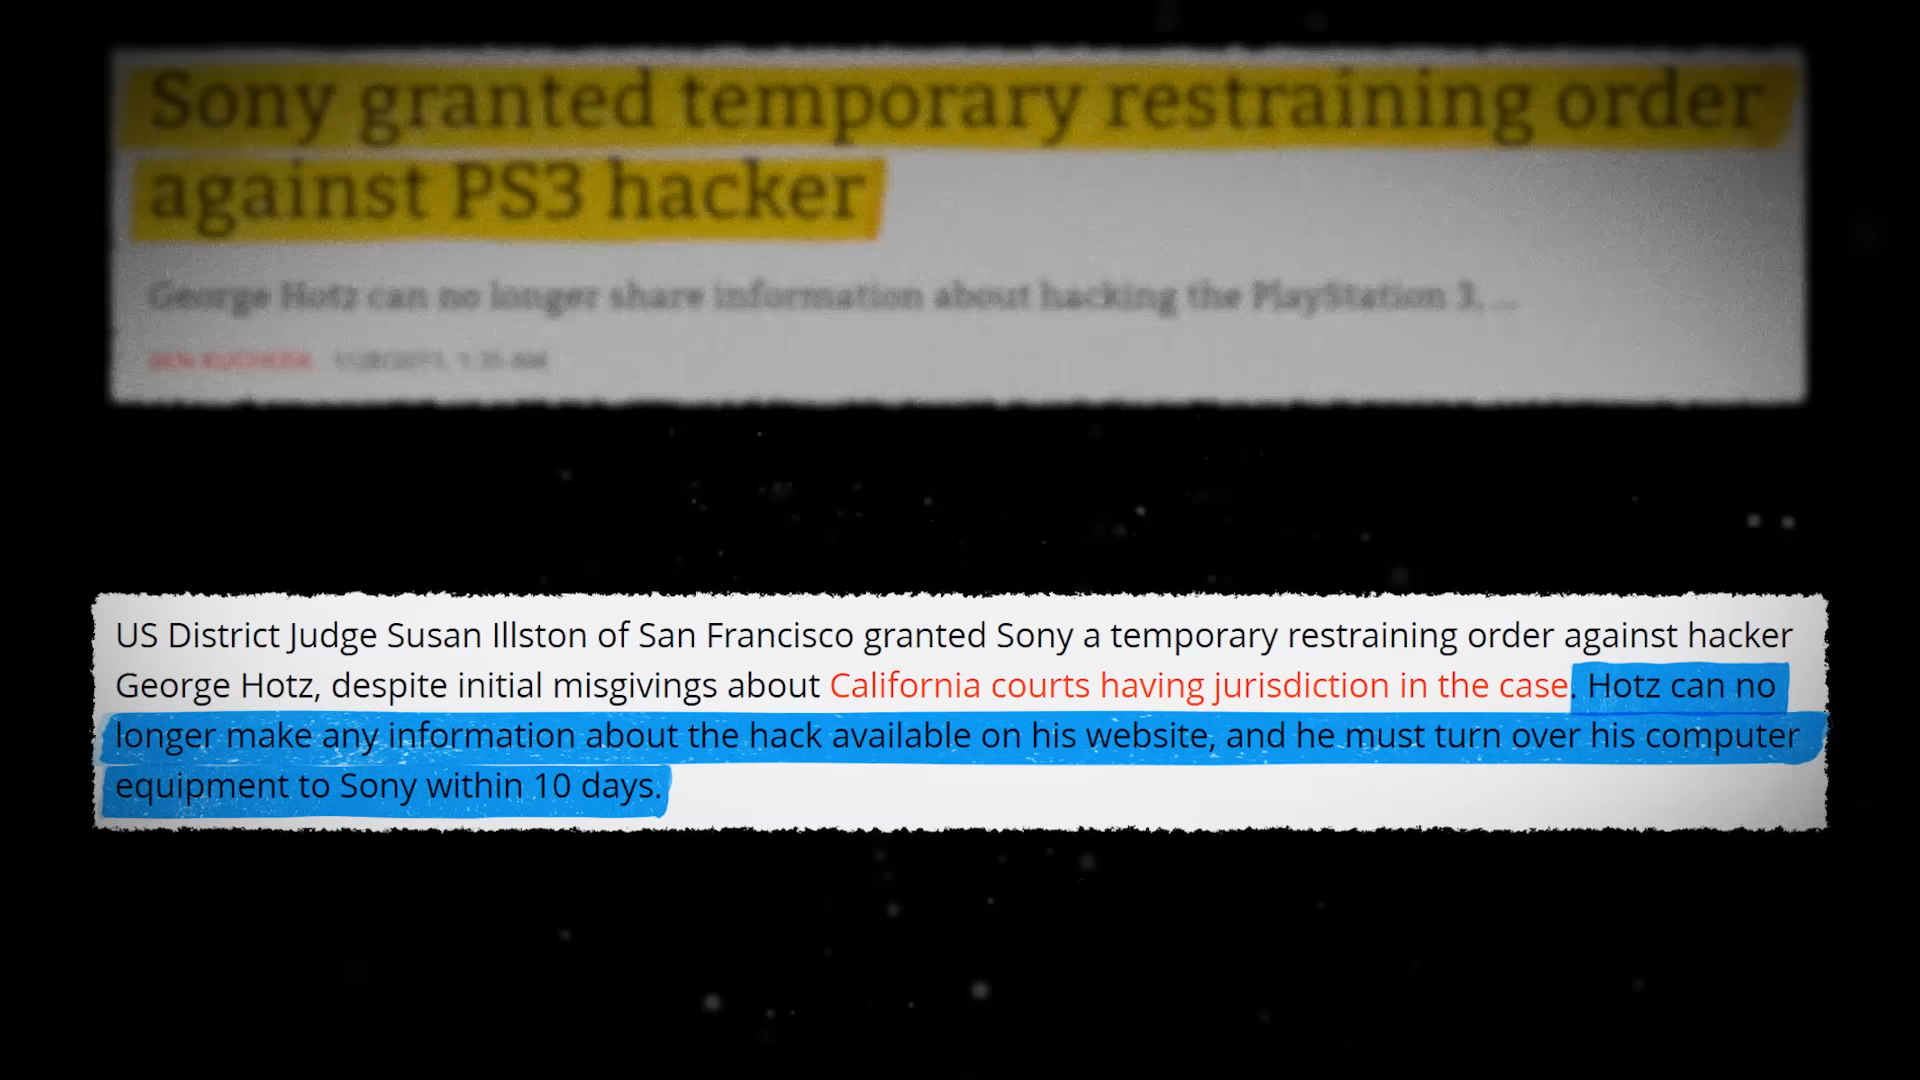 Sony granted temporary restraining order
against PS3 hacker
George Hotz can no longer share information about hacking the PlayStation 3, ...
BEN KUCHERA
US District Judge Susan Illston of San Francisco granted Sony a temporary restraining order against hacker
George Hotz, despite initial misgivings about California courts having jurisdiction in the case. Hotz can no
longer make any information about the hack available on his website, and he must turn over his computer
equipment to Sony within 10 days.